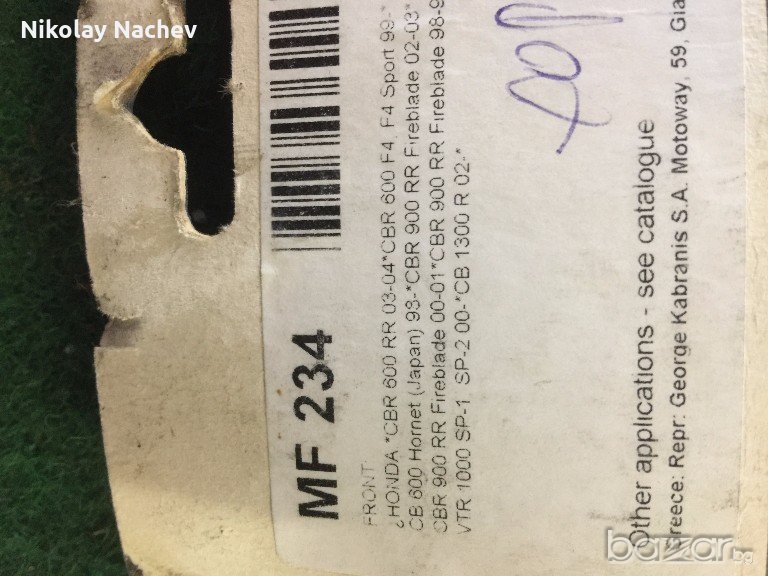 Nikolay Nachev
MF 234
FRONT
HONDA *CBR 600 RR 03-04*CBR 600 F4, F4 Sport 99-*
CB 600 Hornet (Japan) 98-*CBR 900 RR Fireblade 02-03*
CBR 900 RR Fireblade 00-01*CBR 900 RR Fireblade 98-9
VTR 1000 SP-1 SP-2 00-*CB 1300 R 02-*
Other applications - see catalogue
Greece: Repr: George Kabranis S.A. Motoway, 59, Gla
bazar.bg